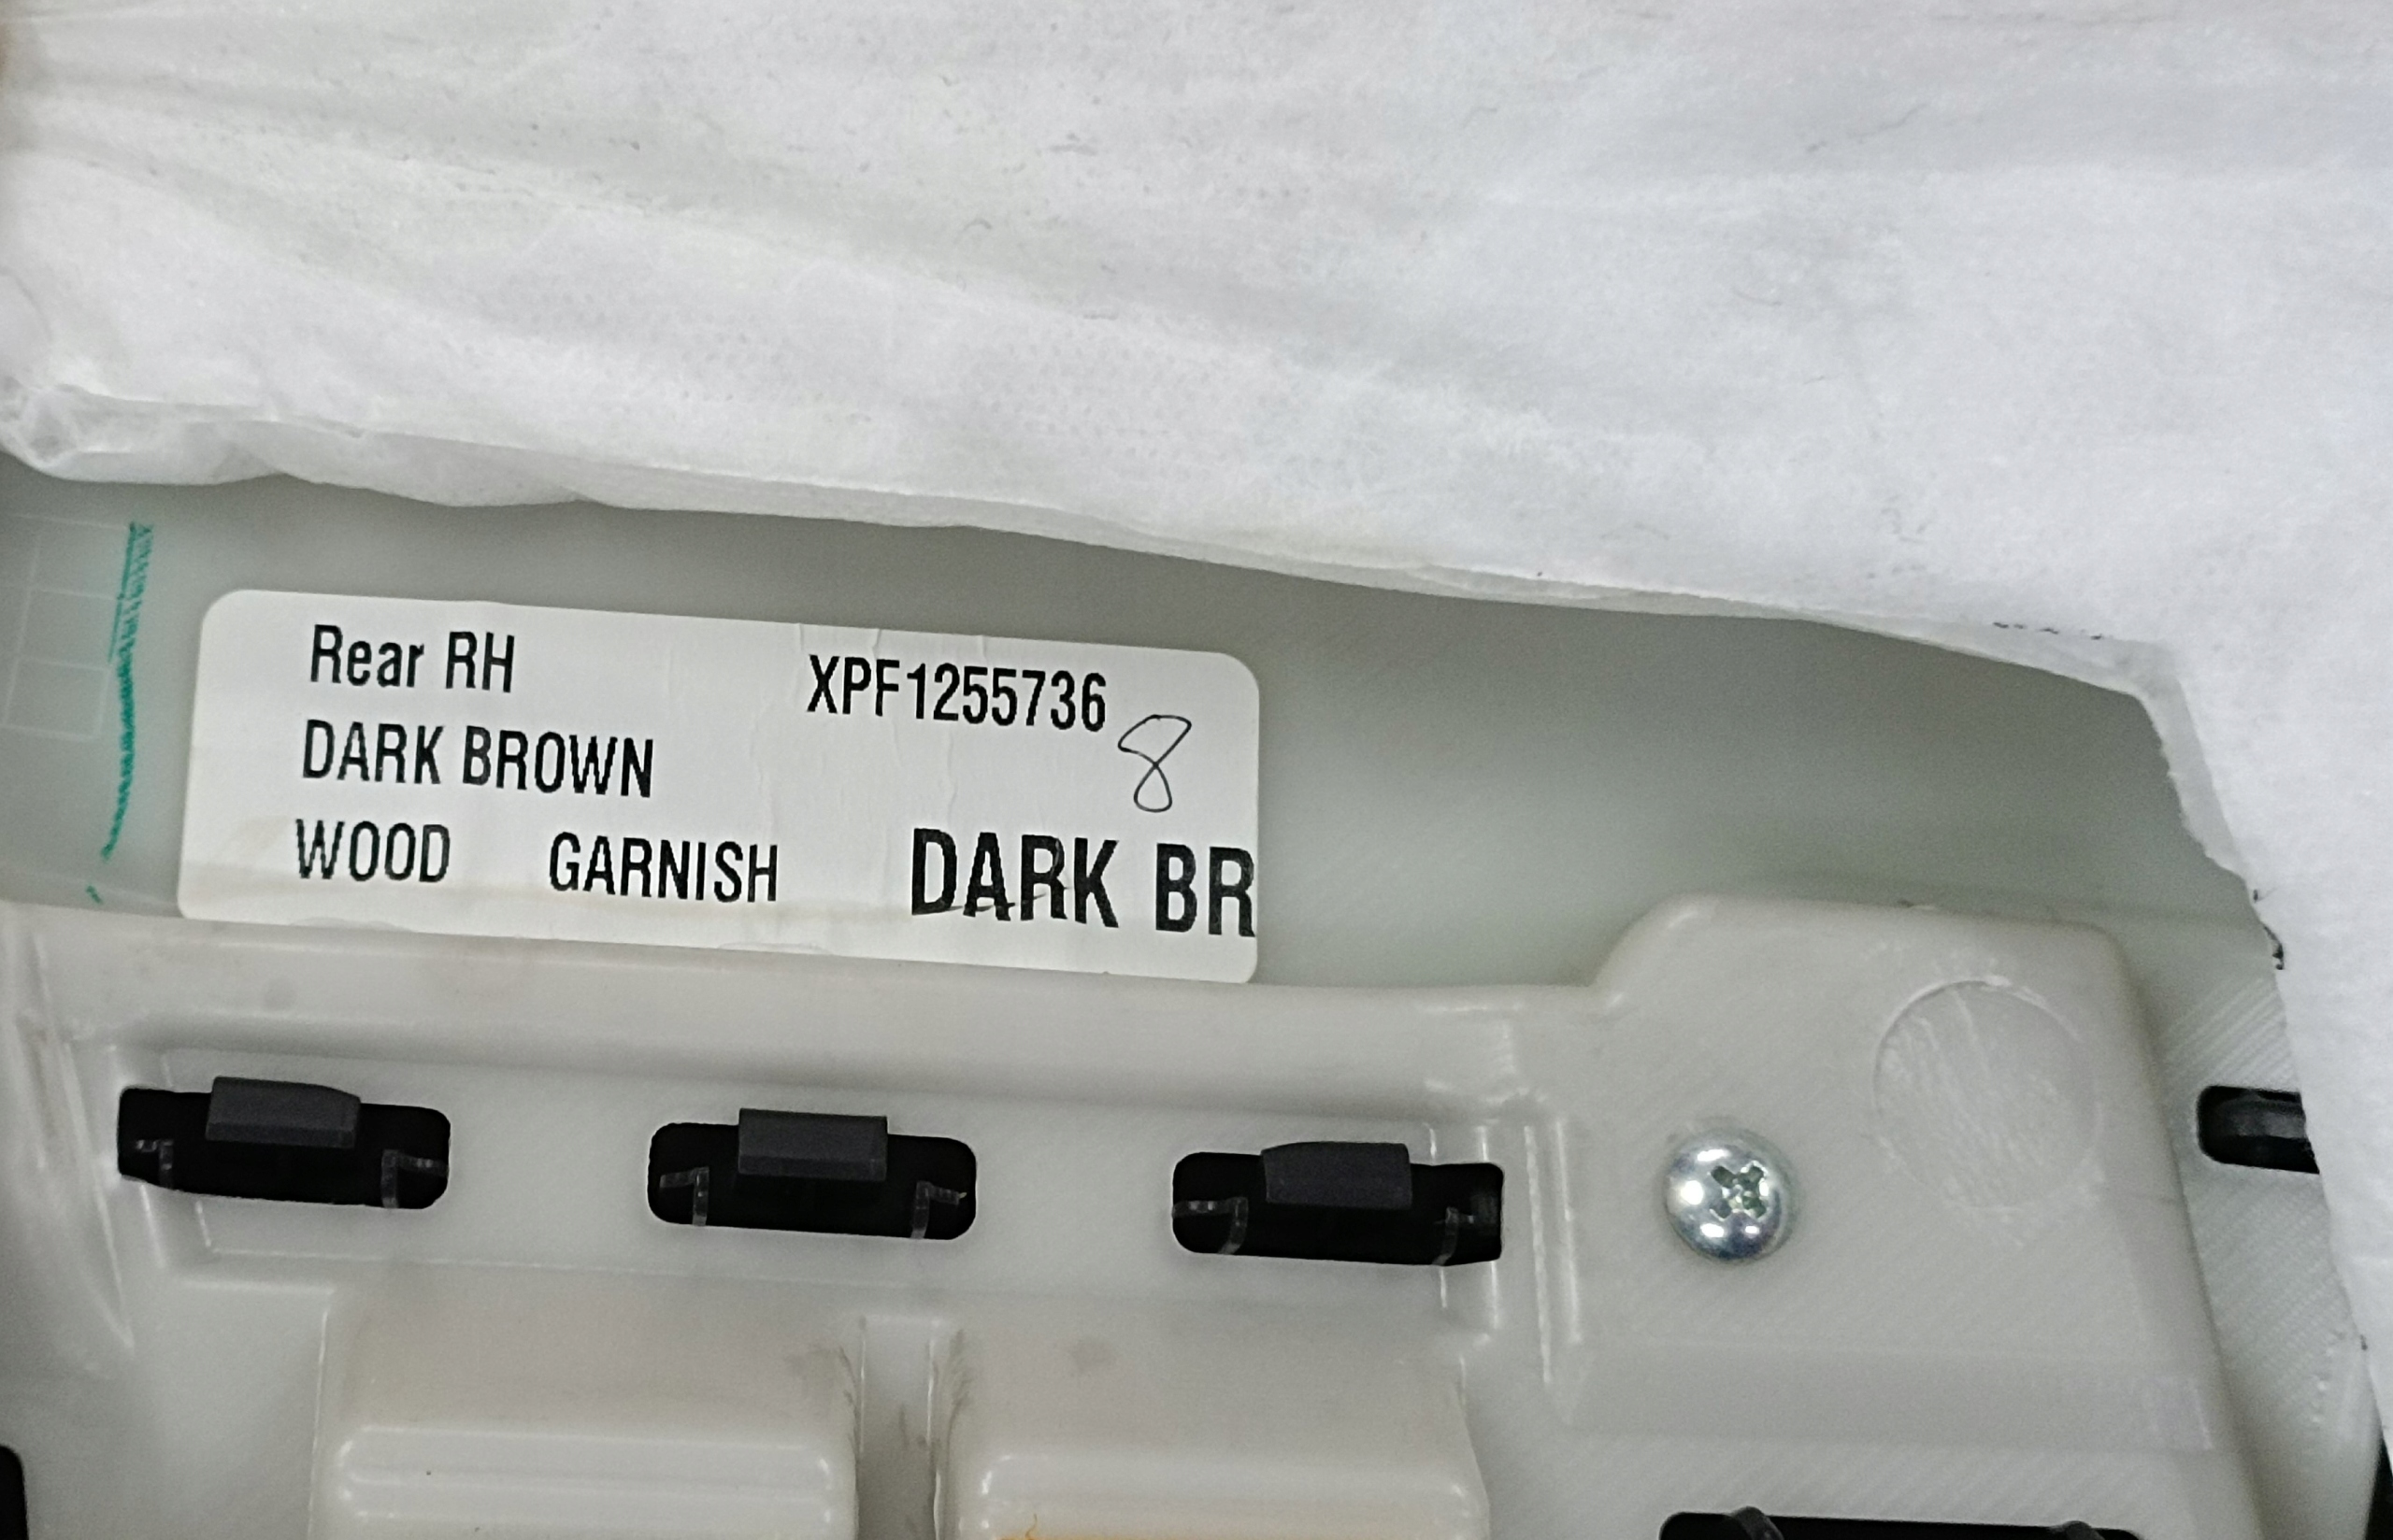 Rear RH XPF1255736
8
DARK BROWN
WOOD GARNISH DARK BR